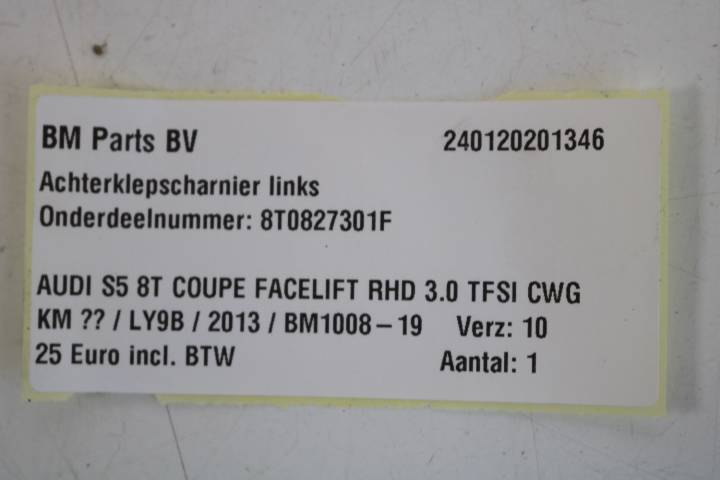 BM Parts BV 240120201346
Achterklepscharnier links
Onderdeelnummer: 8T0827301F
AUDI S5 8T COUPE FACELIFT RHD 3.0 TFSI CWG
KM ?? / LY9B / 2013 / BM1008-19 Verz: 10
25 Euro incl. BTW Aantal: 1